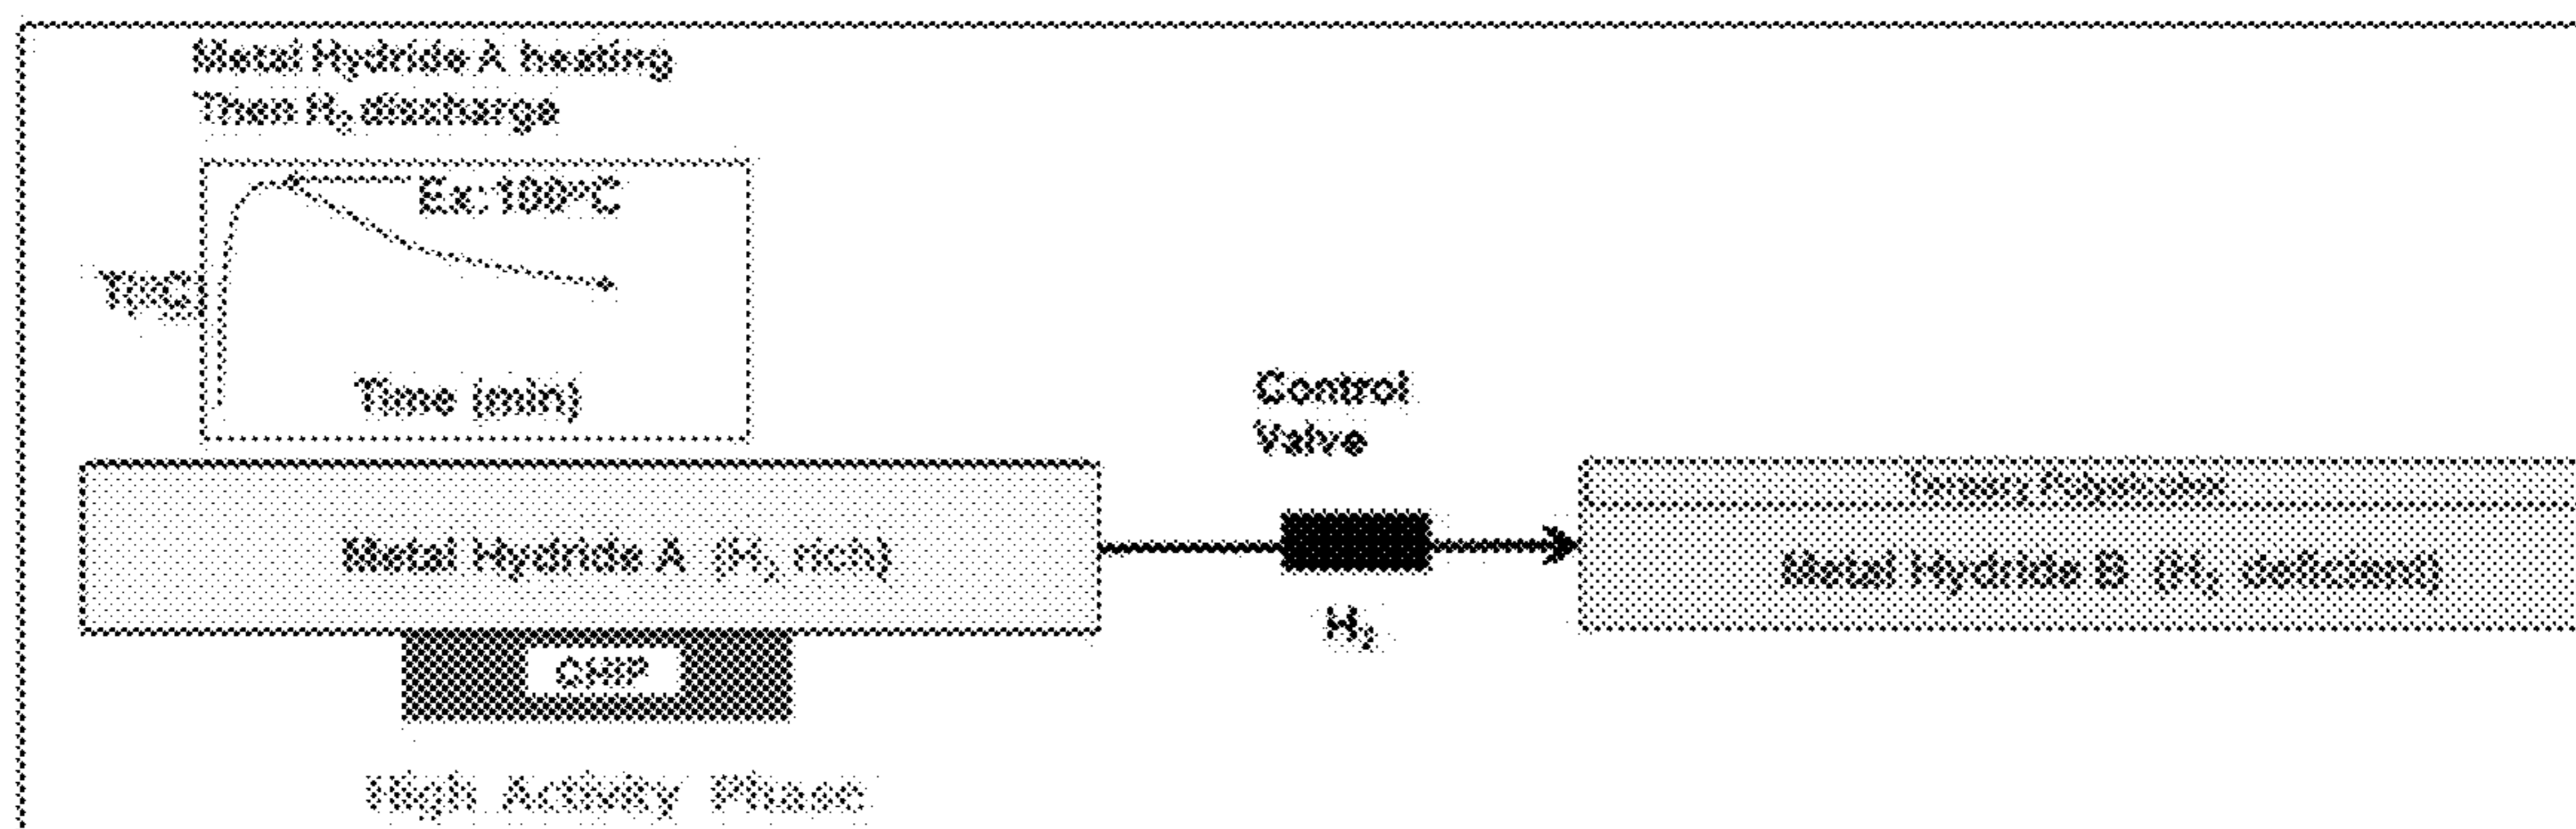 Metal Hydride A heating
Then H₂ discharge
Ex: 100°C
T(°C)
Time (min)
Control
Valve
Metal Hydride A (H₂ rich)
Metal Hydride B (H₂ deficient)
H₂
CHIP
High Activity Phase